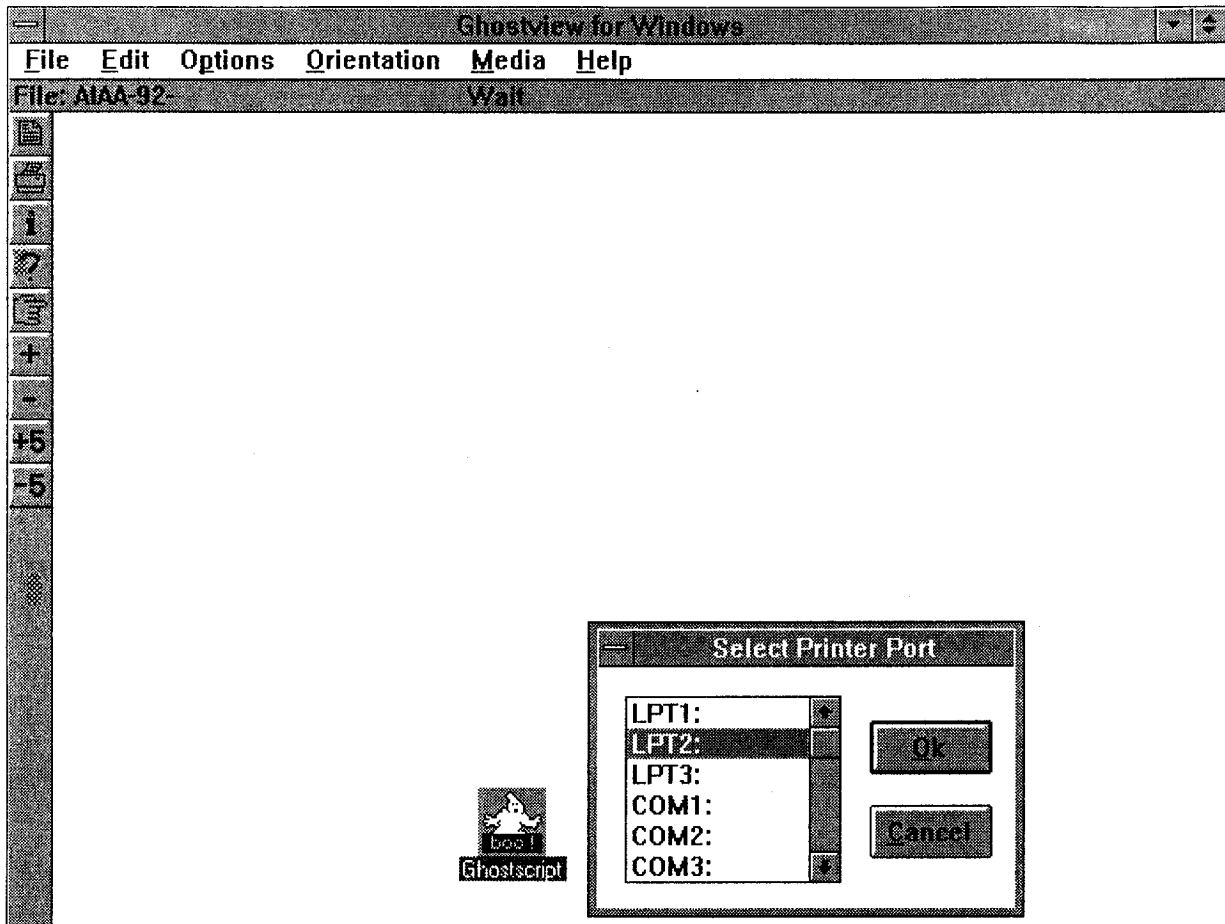 Ghostview for Windows
File Edit Options Orientation Media Help
File: AIAA-92- Wait
i
?
+
-
+5
-5
Select Printer Port
LPT1:
LPT2:
LPT3:
COM1:
COM2:
COM3:
Ok
Cancel
boo !
Ghostscript